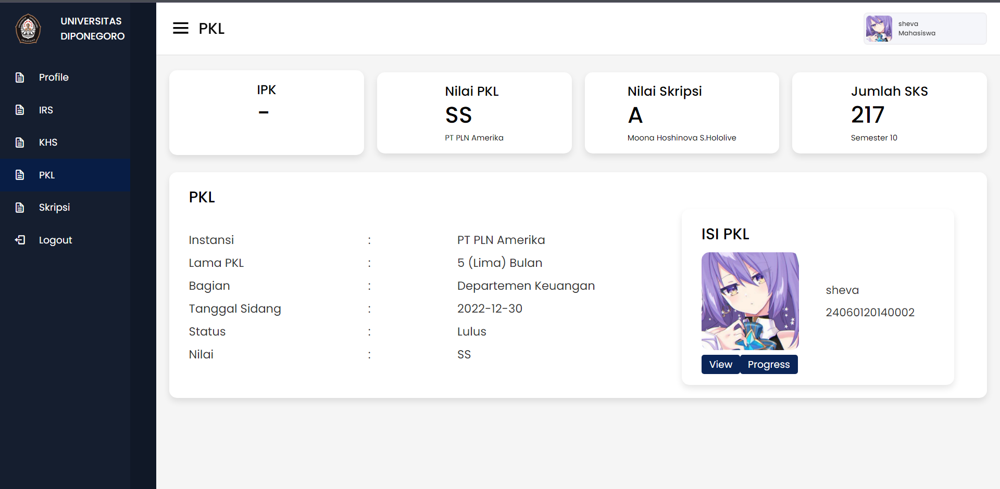 UNIVERSITAS
DIPONEGORO
Profile
IRS
KHS
PKL
Skripsi
Logout
PKL
sheva
Mahasiswa
IPK
-
Nilai PKL
SS
PT PLN Amerika
Nilai Skripsi
A
Moona Hoshinova S.Hololive
Jumlah SKS
217
Semester 10
PKL
Instansi : PT PLN Amerika
Lama PKL : 5 (Lima) Bulan
Bagian : Departemen Keuangan
Tanggal Sidang : 2022-12-30
Status : Lulus
Nilai : SS
ISI PKL
sheva
24060120140002
View Progress